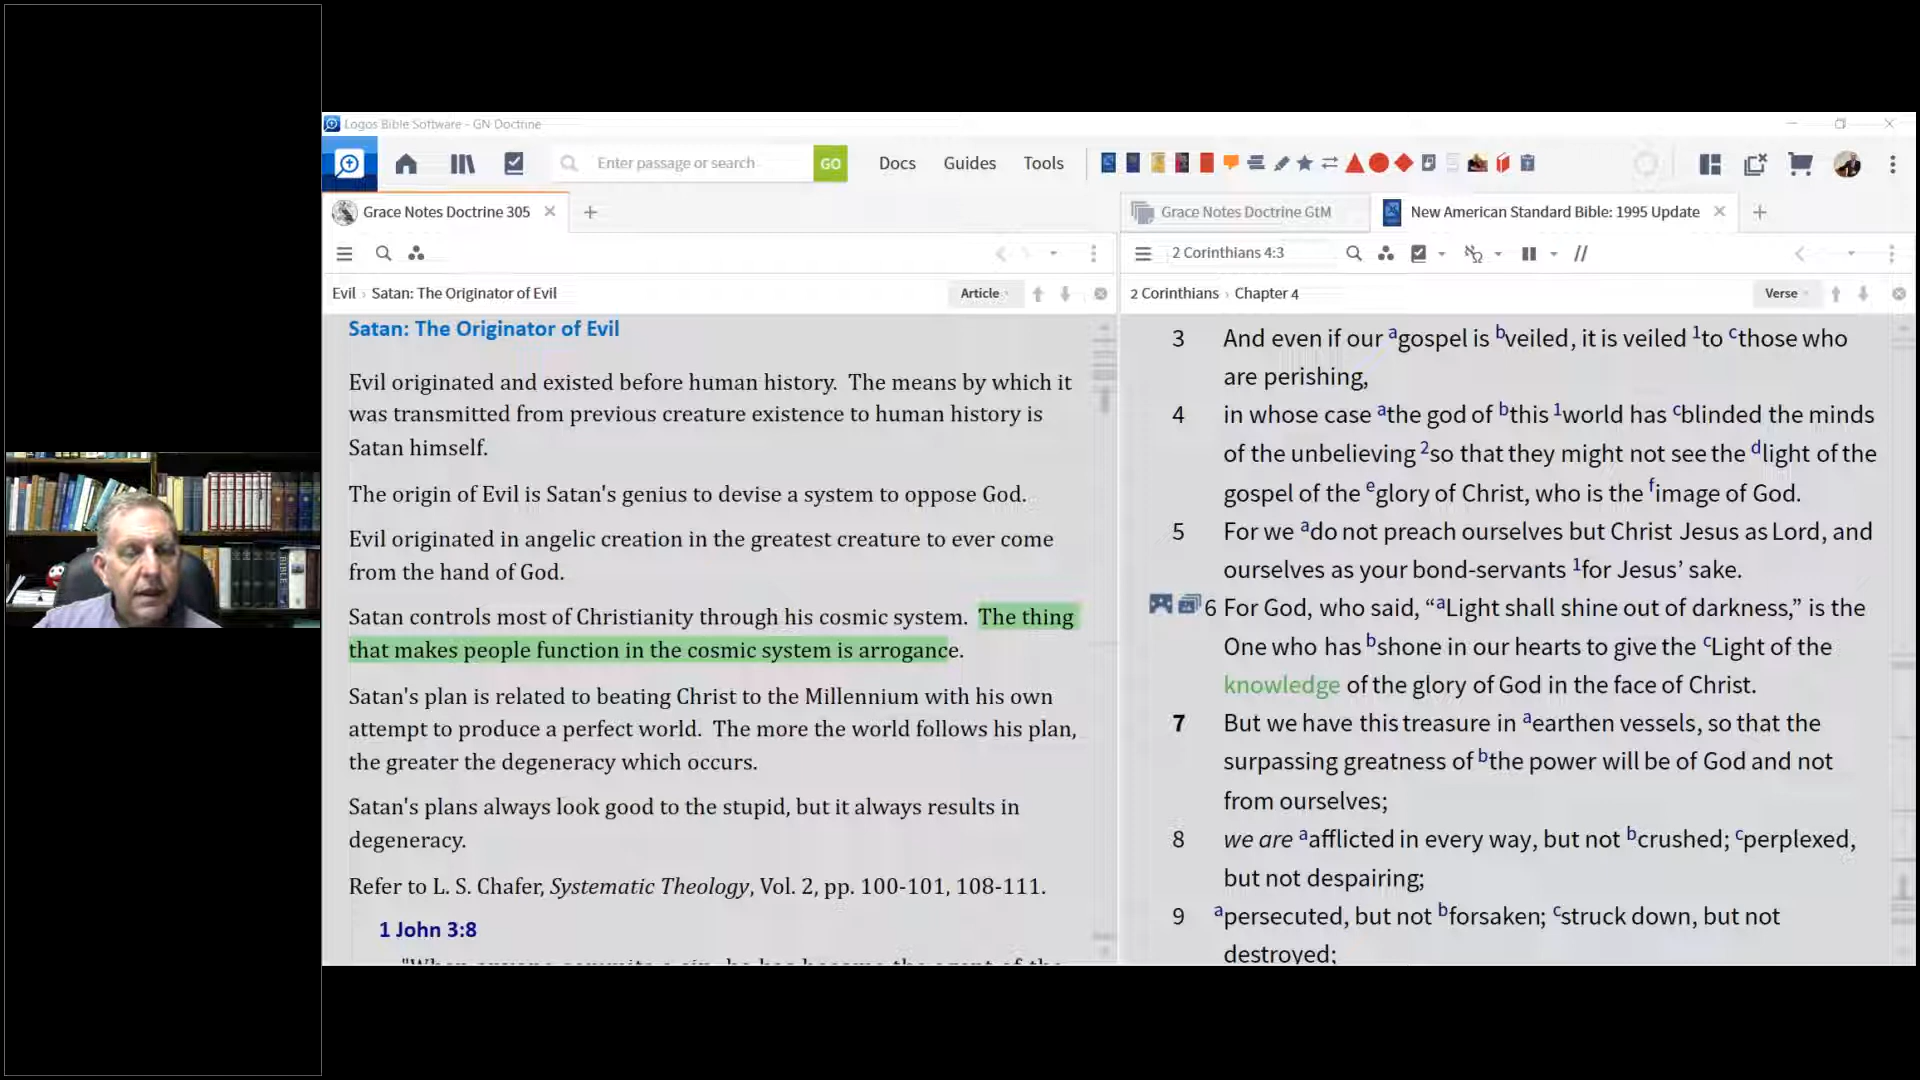 Logos Bible Software - GN Doctrine
Enter passage or search
GO
Docs
Guides
Tools
Grace Notes Doctrine 305
Evil › Satan: The Originator of Evil
Article
Satan: The Originator of Evil
Evil originated and existed before human history. The means by which it
was transmitted from previous creature existence to human history is
Satan himself.
The origin of Evil is Satan's genius to devise a system to oppose God.
Evil originated in angelic creation in the greatest creature to ever come
from the hand of God.
Satan controls most of Christianity through his cosmic system. The thing
that makes people function in the cosmic system is arrogance.
Satan's plan is related to beating Christ to the Millennium with his own
attempt to produce a perfect world. The more the world follows his plan,
the greater the degeneracy which occurs.
Satan's plans always look good to the stupid, but it always results in
degeneracy.
Refer to L. S. Chafer, Systematic Theology, Vol. 2, pp. 100-101, 108-111.
1 John 3:8
Grace Notes Doctrine GtM
New American Standard Bible: 1995 Update
2 Corinthians 4:3
2 Corinthians › Chapter 4
Verse
3 And even if our agospel is bveiled, it is veiled 1to cthose who
are perishing,
4 in whose case athe god of bthis 1world has cblinded the minds
of the unbelieving 2so that they might not see the dlight of the
gospel of the eglory of Christ, who is the fimage of God.
5 For we ado not preach ourselves but Christ Jesus as Lord, and
ourselves as your bond-servants 1for Jesus’ sake.
6 For God, who said, “aLight shall shine out of darkness,” is the
One who has bshone in our hearts to give the cLight of the
knowledge of the glory of God in the face of Christ.
7 But we have this treasure in aearthen vessels, so that the
surpassing greatness of bthe power will be of God and not
from ourselves;
8 we are aafflicted in every way, but not bcrushed; cperplexed,
but not despairing;
9 apersecuted, but not bforsaken; cstruck down, but not
destroyed;
BIBLE